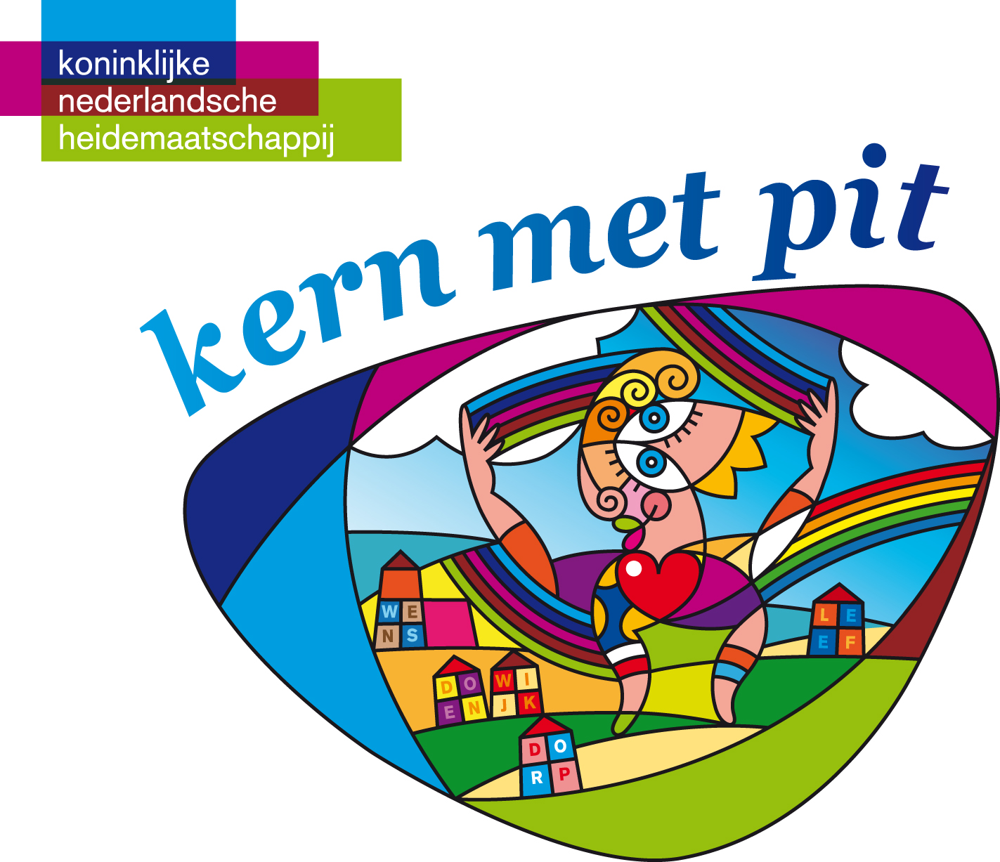 koninklijke
nederlandsche
heidemaatschappij
kern met pit
WE
NS
DO
EN
WI
JK
DO
RP
LE
EF